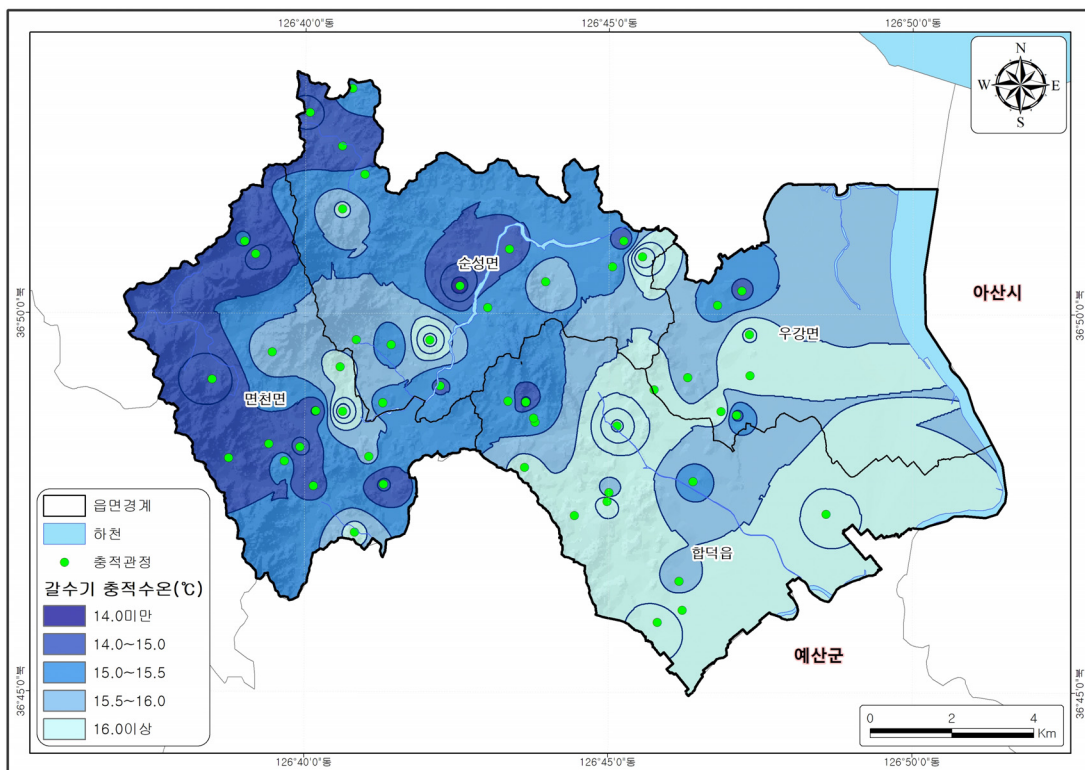 126°40'0"동
126°45'0"동
126°50'0"동
N
W
E
S
순성면
36°50'0"북
36°50'0"북
아산시
우강면
면천면
합덕읍
예산군
읍면경계
하천
충적관정
갈수기 충적수온(℃)
14.0미만
14.0~15.0
15.0~15.5
15.5~16.0
16.0이상
36°45'0"북
36°45'0"북
0
2
4
Km
126°40'0"동
126°45'0"동
126°50'0"동